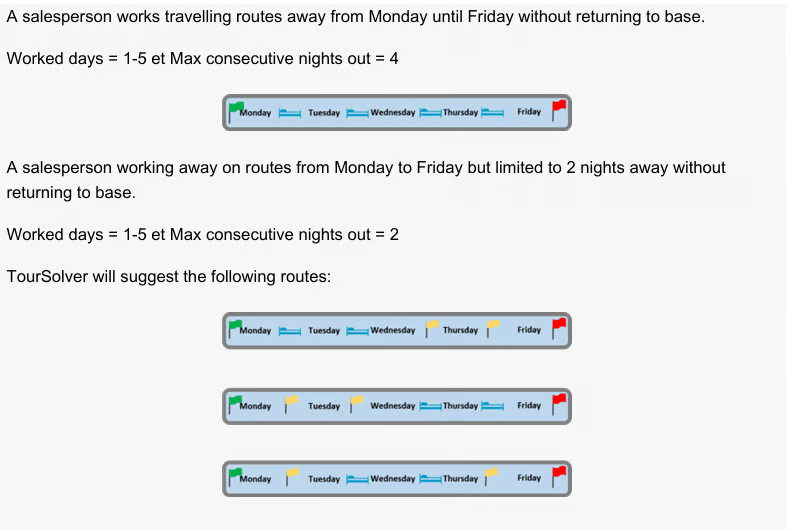 A salesperson works travelling routes away from Monday until Friday without returning to base.
Worked days = 1-5 et Max consecutive nights out = 4
Monday Tuesday Wednesday Thursday Friday
A salesperson working away on routes from Monday to Friday but limited to 2 nights away without
returning to base.
Worked days = 1-5 et Max consecutive nights out = 2
TourSolver will suggest the following routes:
Monday Tuesday Wednesday Thursday Friday
Monday Tuesday Wednesday Thursday Friday
Monday Tuesday Wednesday Thursday Friday